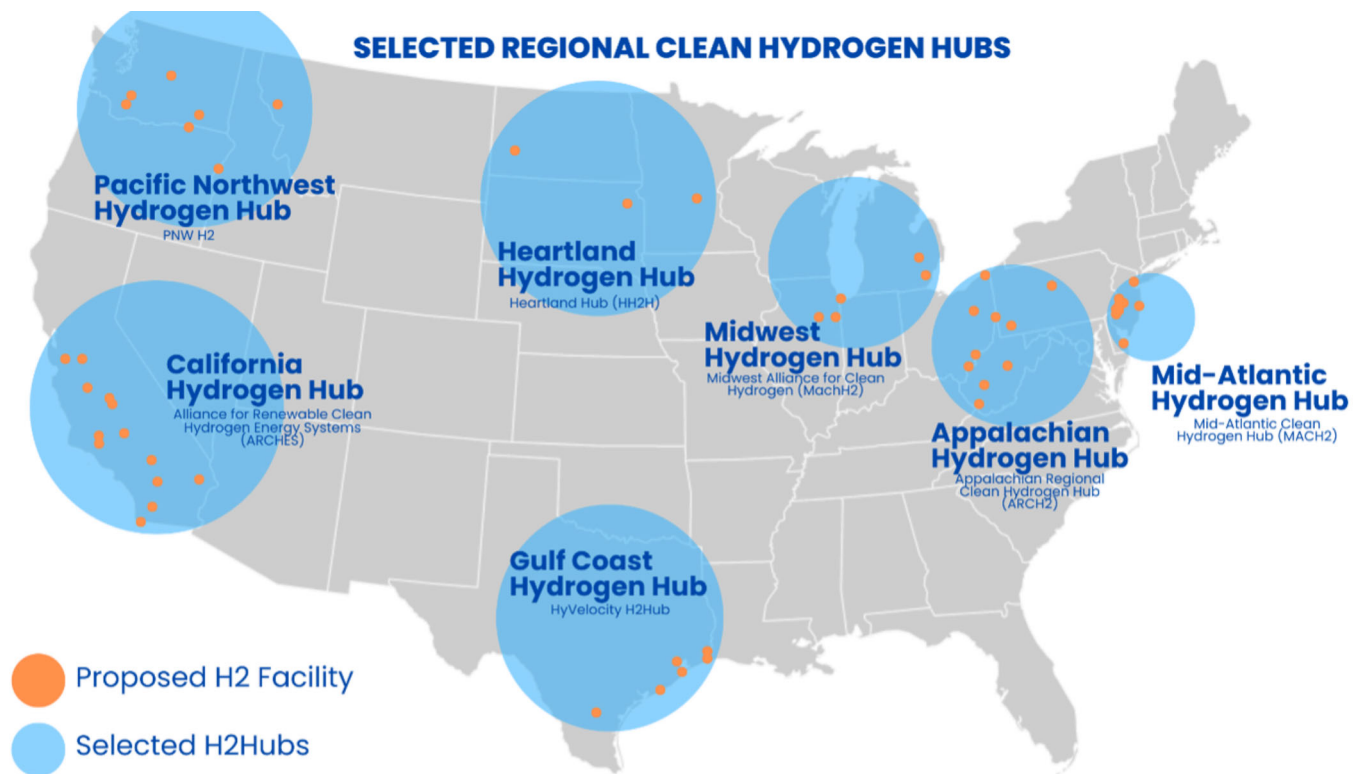 SELECTED REGIONAL CLEAN HYDROGEN HUBS
Pacific Northwest
Hydrogen Hub
PNW H2
Heartland
Hydrogen Hub
Heartland Hub (HH2H)
Midwest
Hydrogen Hub
Midwest Alliance for Clean
Hydrogen (MachH2)
California
Hydrogen Hub
Alliance for Renewable Clean
Hydrogen Energy Systems
(ARCHES)
Mid-Atlantic
Hydrogen Hub
Mid-Atlantic Clean
Hydrogen Hub (MACH2)
Appalachian
Hydrogen Hub
Appalachian Regional
Clean Hydrogen Hub
(ARCH2)
Gulf Coast
Hydrogen Hub
HyVelocity H2Hub
Proposed H2 Facility
Selected H2Hubs